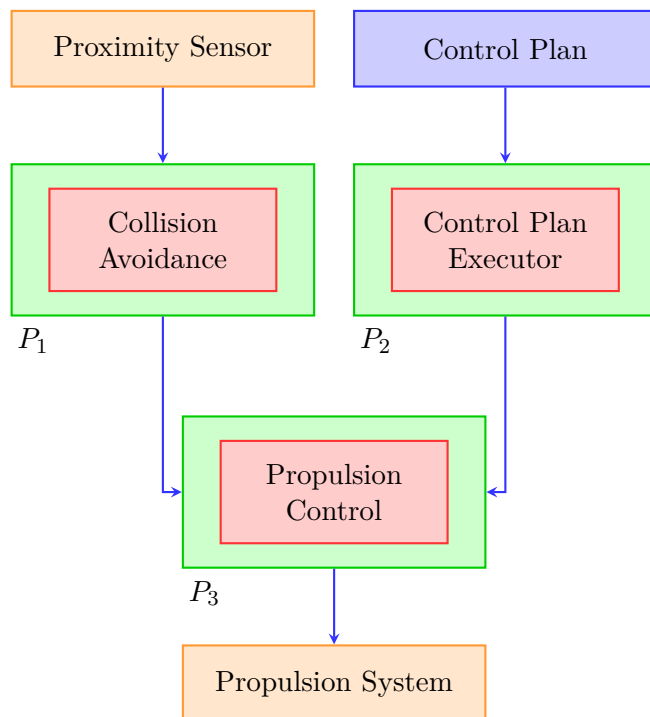 Proximity Sensor
Control Plan
Collision
Avoidance
Control Plan
Executor
P1
P2
Propulsion
Control
P3
Propulsion System